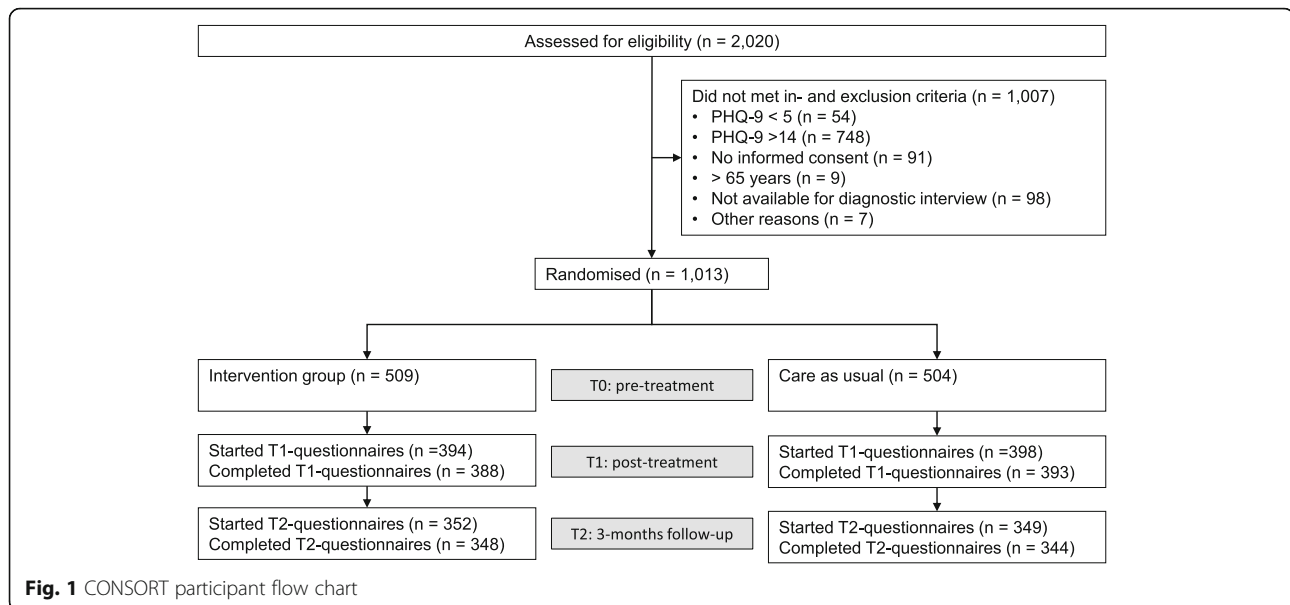 Assessed for eligibility (n = 2,020)
Did not met in- and exclusion criteria (n = 1,007)
• PHQ-9 < 5 (n = 54)
• PHQ-9 >14 (n = 748)
• No informed consent (n = 91)
• > 65 years (n = 9)
• Not available for diagnostic interview (n = 98)
• Other reasons (n = 7)
Randomised (n = 1,013)
Intervention group (n = 509)
T0: pre-treatment
Care as usual (n = 504)
Started T1-questionnaires (n =394)
Completed T1-questionnaires (n = 388)
T1: post-treatment
Started T1-questionnaires (n =398)
Completed T1-questionnaires (n = 393)
Started T2-questionnaires (n = 352)
Completed T2-questionnaires (n = 348)
T2: 3-months follow-up
Started T2-questionnaires (n = 349)
Completed T2-questionnaires (n = 344)
Fig. 1 CONSORT participant flow chart